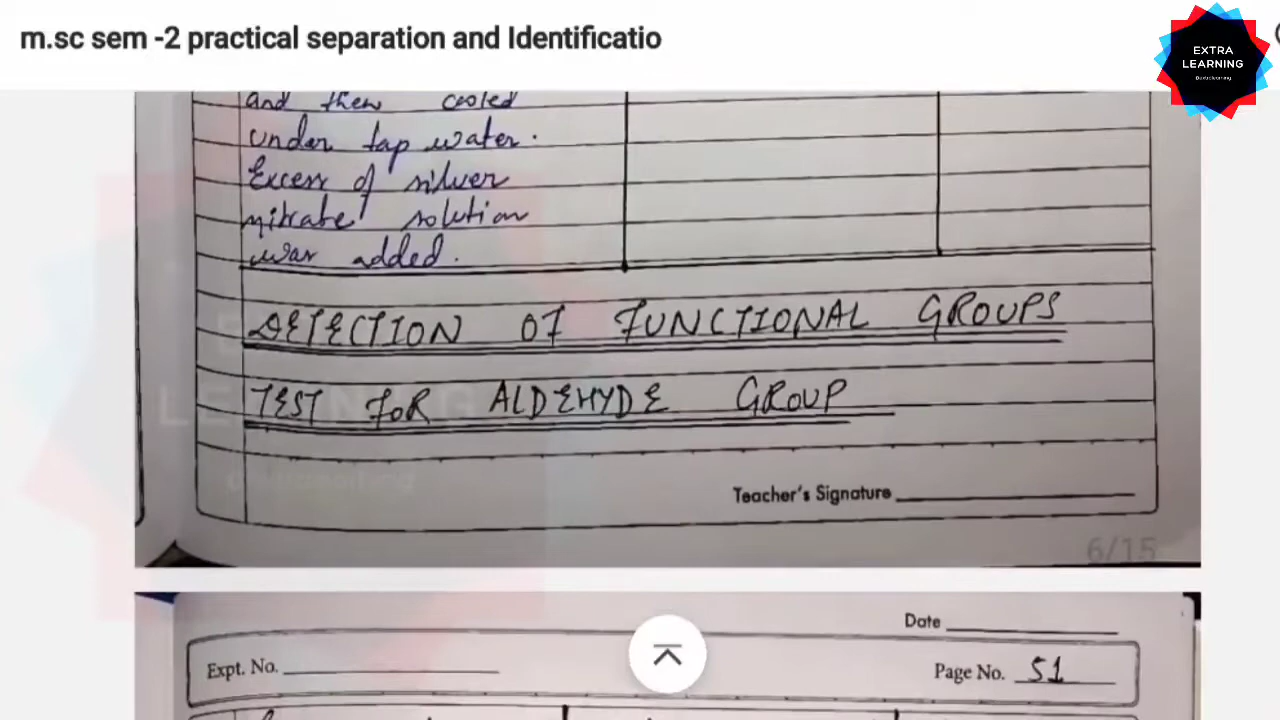 m.sc sem -2 practical separation and Identificatio
EXTRA
LEARNING
@extralearning
and then cooled
under tap water.
Excess of silver
nitrate solution
was added.
DETECTION OF FUNCTIONAL GROUPS
TEST FOR ALDEHYDE GROUP
Teacher's Signature
6/15
Date
Expt. No.
Page No. 51